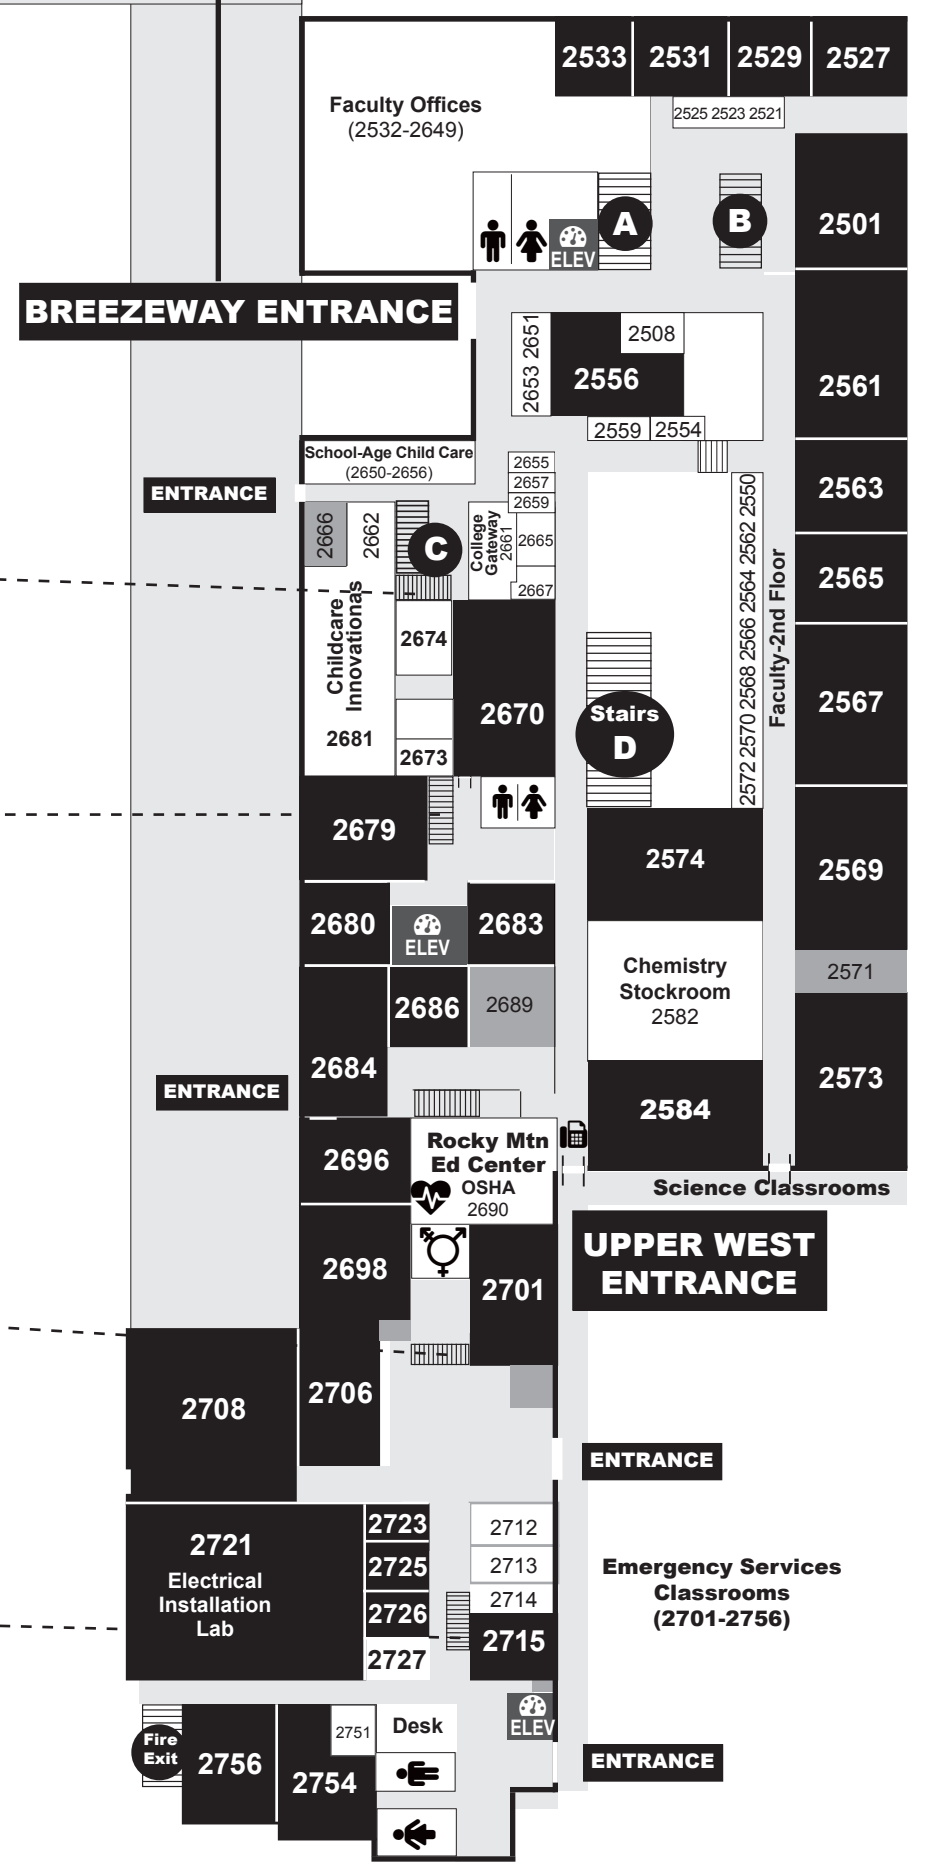 2533
2531
2529
2527
Faculty Offices
(2532-2649)
2525 2523 2521
2501
A
B
ELEV
BREEZEWAY ENTRANCE
2653 2651
2508
2556
2561
2559
2554
School-Age Child Care
(2650-2656)
2655
2657
2659
ENTRANCE
2563
2666
2662
C
College
Gateway
2661
2665
2667
2572 2570 2568 2566 2564 2562 2550
Faculty-2nd Floor
2565
Childcare
Innovationas
2681
2674
2673
2670
Stairs
D
2567
2679
2574
2569
2680
ELEV
2683
Chemistry
Stockroom
2582
2571
2686
2689
2684
2573
ENTRANCE
2584
2696
Rocky Mtn
Ed Center
OSHA
2690
Science Classrooms
UPPER WEST
ENTRANCE
2698
2701
2708
2706
ENTRANCE
2721
Electrical
Installation
Lab
2723
2725
2726
2727
2712
2713
2714
2715
Emergency Services
Classrooms
(2701-2756)
ELEV
Fire
Exit
2756
2754
2751
Desk
ENTRANCE